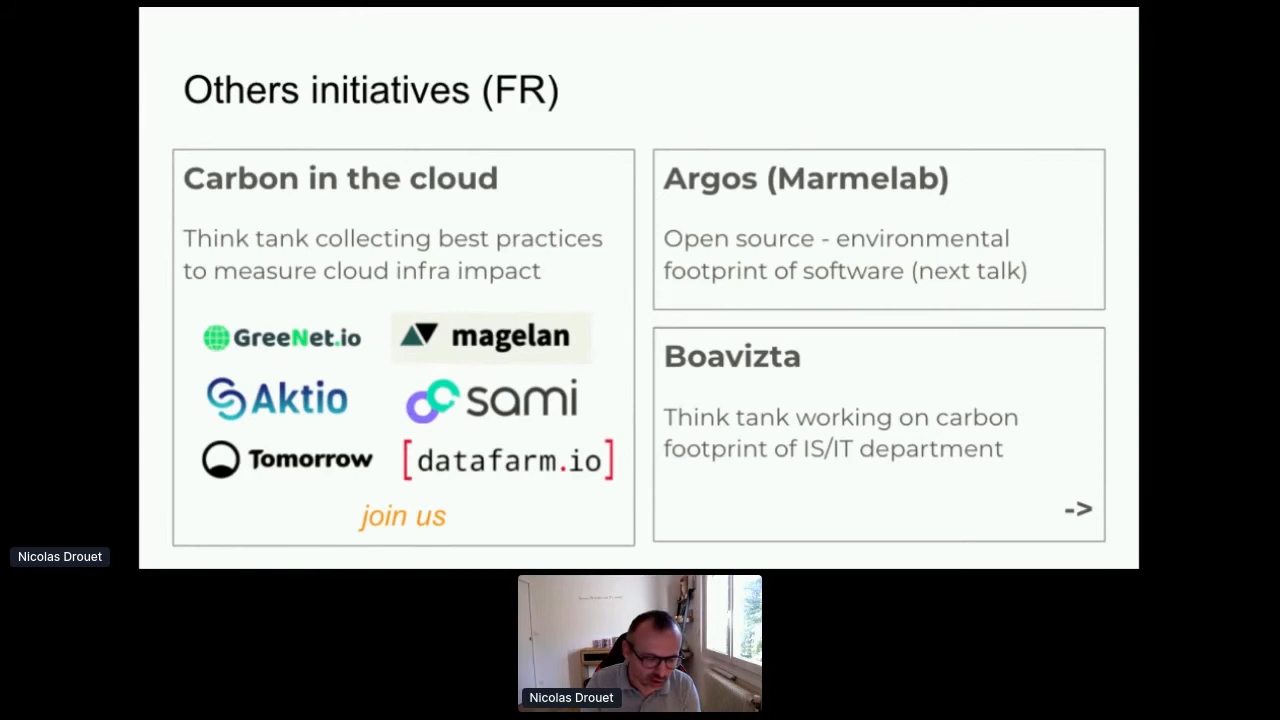 Others initiatives (FR)
Carbon in the cloud
Think tank collecting best practices
to measure cloud infra impact
GreeNet.io
magelan
Aktio
sami
Tomorrow
[datafarm.io]
join us
Argos (Marmelab)
Open source - environmental
footprint of software (next talk)
Boavizta
Think tank working on carbon
footprint of IS/IT department
->
Nicolas Drouet
Nicolas Drouet